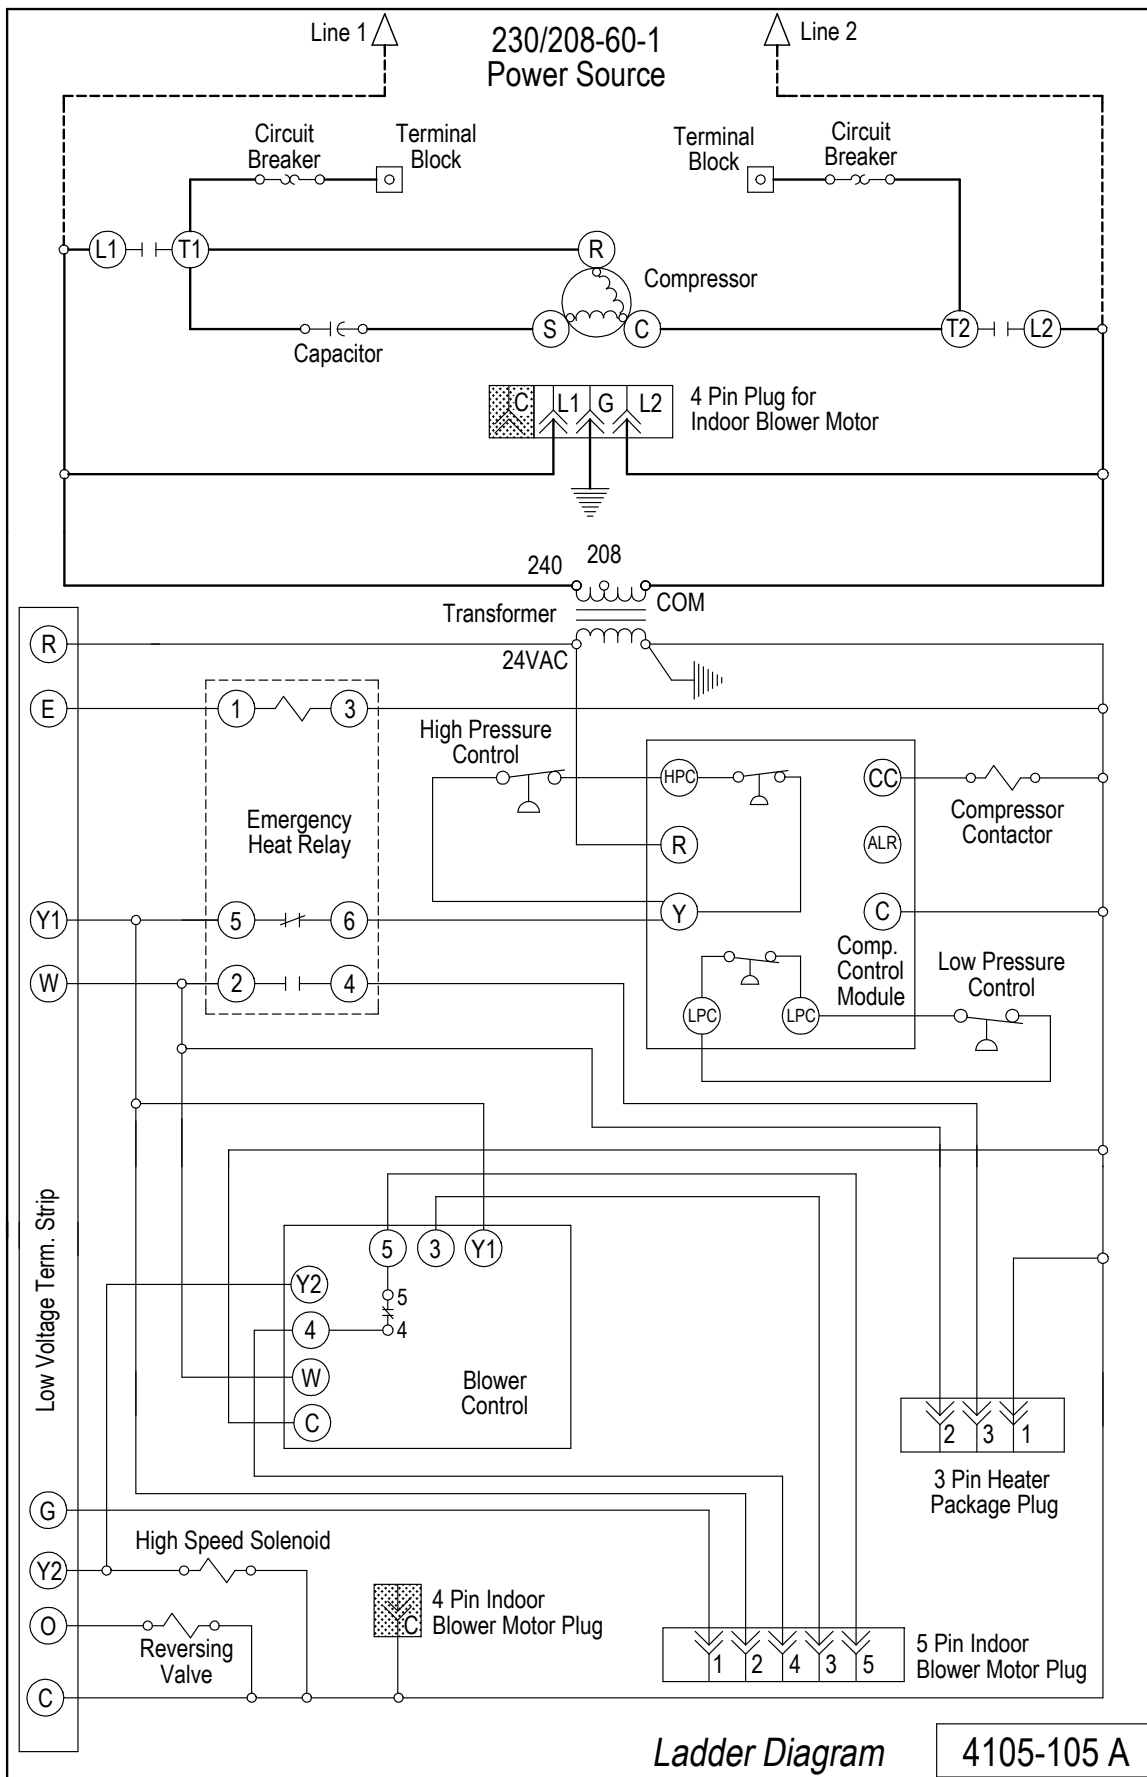 Line 1
230/208-60-1
Power Source
Line 2
Circuit
Breaker
Terminal
Block
Terminal
Block
Circuit
Breaker
L1
T1
R
Compressor
S
C
T2
L2
Capacitor
C
L1
G
L2
4 Pin Plug for
Indoor Blower Motor
240
208
COM
Transformer
24VAC
R
E
1
3
High Pressure
Control
HPC
CC
Compressor
Contactor
Emergency
Heat Relay
R
ALR
Y1
5
6
Y
C
Comp.
Control
Module
Low Pressure
Control
W
2
4
LPC
LPC
Low Voltage Term. Strip
5
3
Y1
Y2
5
4
4
W
C
Blower
Control
2
3
1
3 Pin Heater
Package Plug
G
High Speed Solenoid
Y2
O
Reversing
Valve
C
4 Pin Indoor
Blower Motor Plug
C
1
2
4
3
5
5 Pin Indoor
Blower Motor Plug
Ladder Diagram
4105-105 A